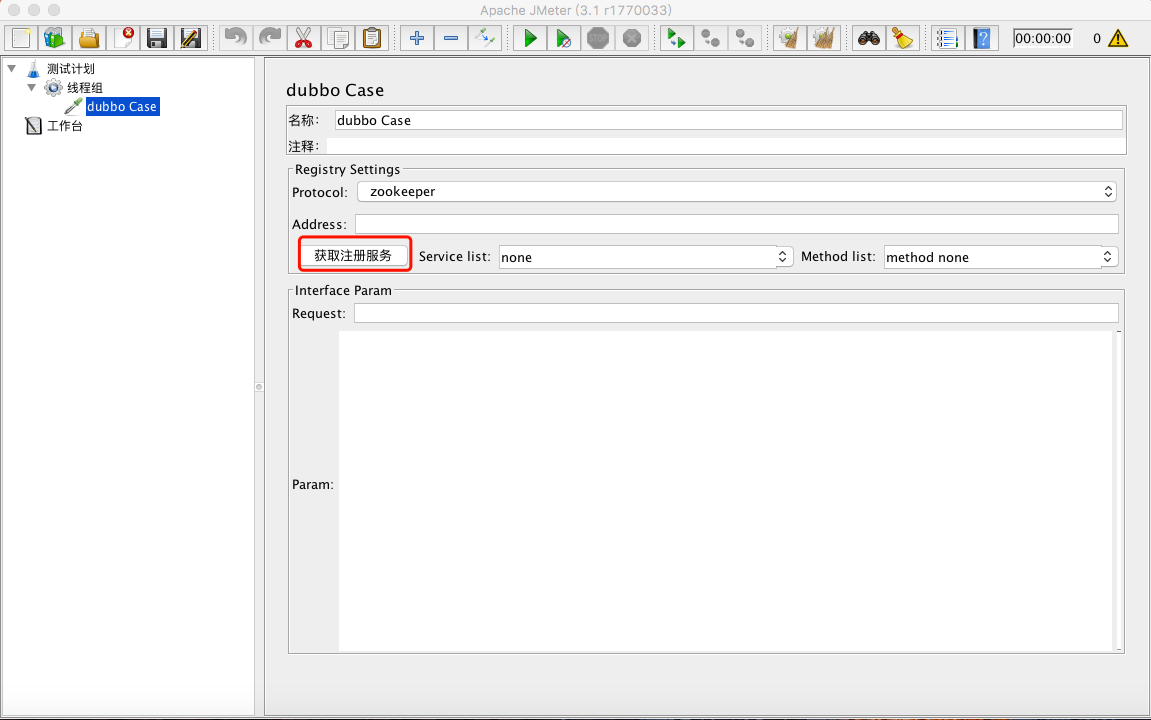 Apache JMeter (3.1 r1770033)
STOP
00:00:00
0
测试计划
线程组
dubbo Case
工作台
dubbo Case
名称：
dubbo Case
注释：
Registry Settings
Protocol:
zookeeper
Address:
获取注册服务
Service list:
none
Method list:
method none
Interface Param
Request:
Param: